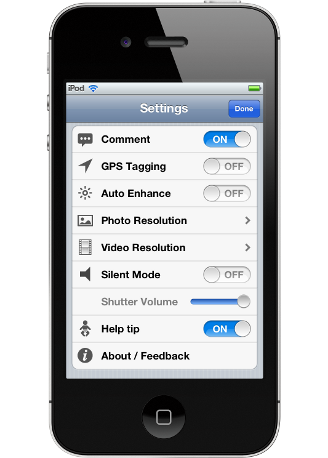 iPod
Settings Done
Comment ON
GPS Tagging OFF
Auto Enhance OFF
Photo Resolution
Video Resolution
Silent Mode OFF
Shutter Volume
Help tip ON
About / Feedback